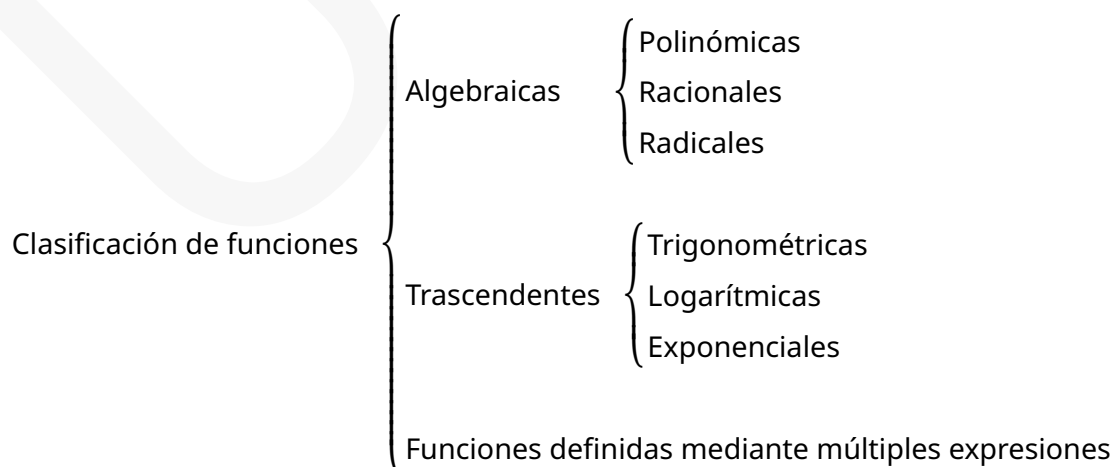 Clasificación de funciones
Algebraicas
Polinómicas
Racionales
Radicales
Trascendentes
Trigonométricas
Logarítmicas
Exponenciales
Funciones definidas mediante múltiples expresiones